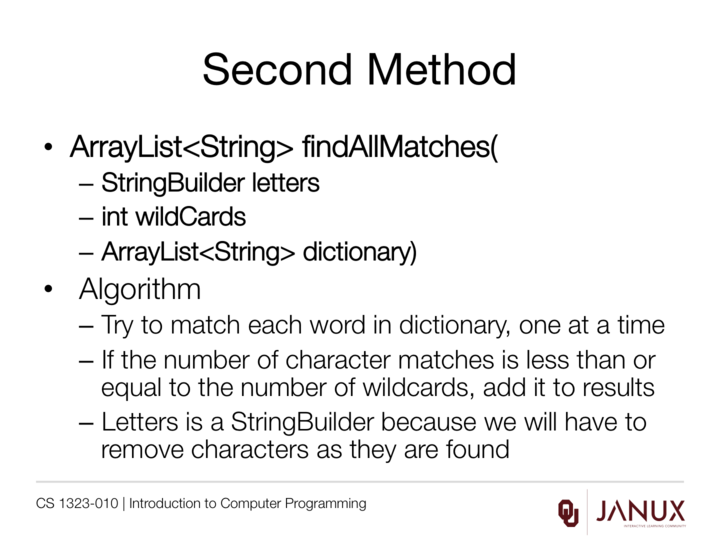 Second Method
• ArrayList<String> findAllMatches(
– StringBuilder letters
– int wildCards
– ArrayList<String> dictionary)
• Algorithm
– Try to match each word in dictionary, one at a time
– If the number of character matches is less than or
equal to the number of wildcards, add it to results
– Letters is a StringBuilder because we will have to
remove characters as they are found
CS 1323-010 | Introduction to Computer Programming
OU JANUX
INTERACTIVE LEARNING COMMUNITY